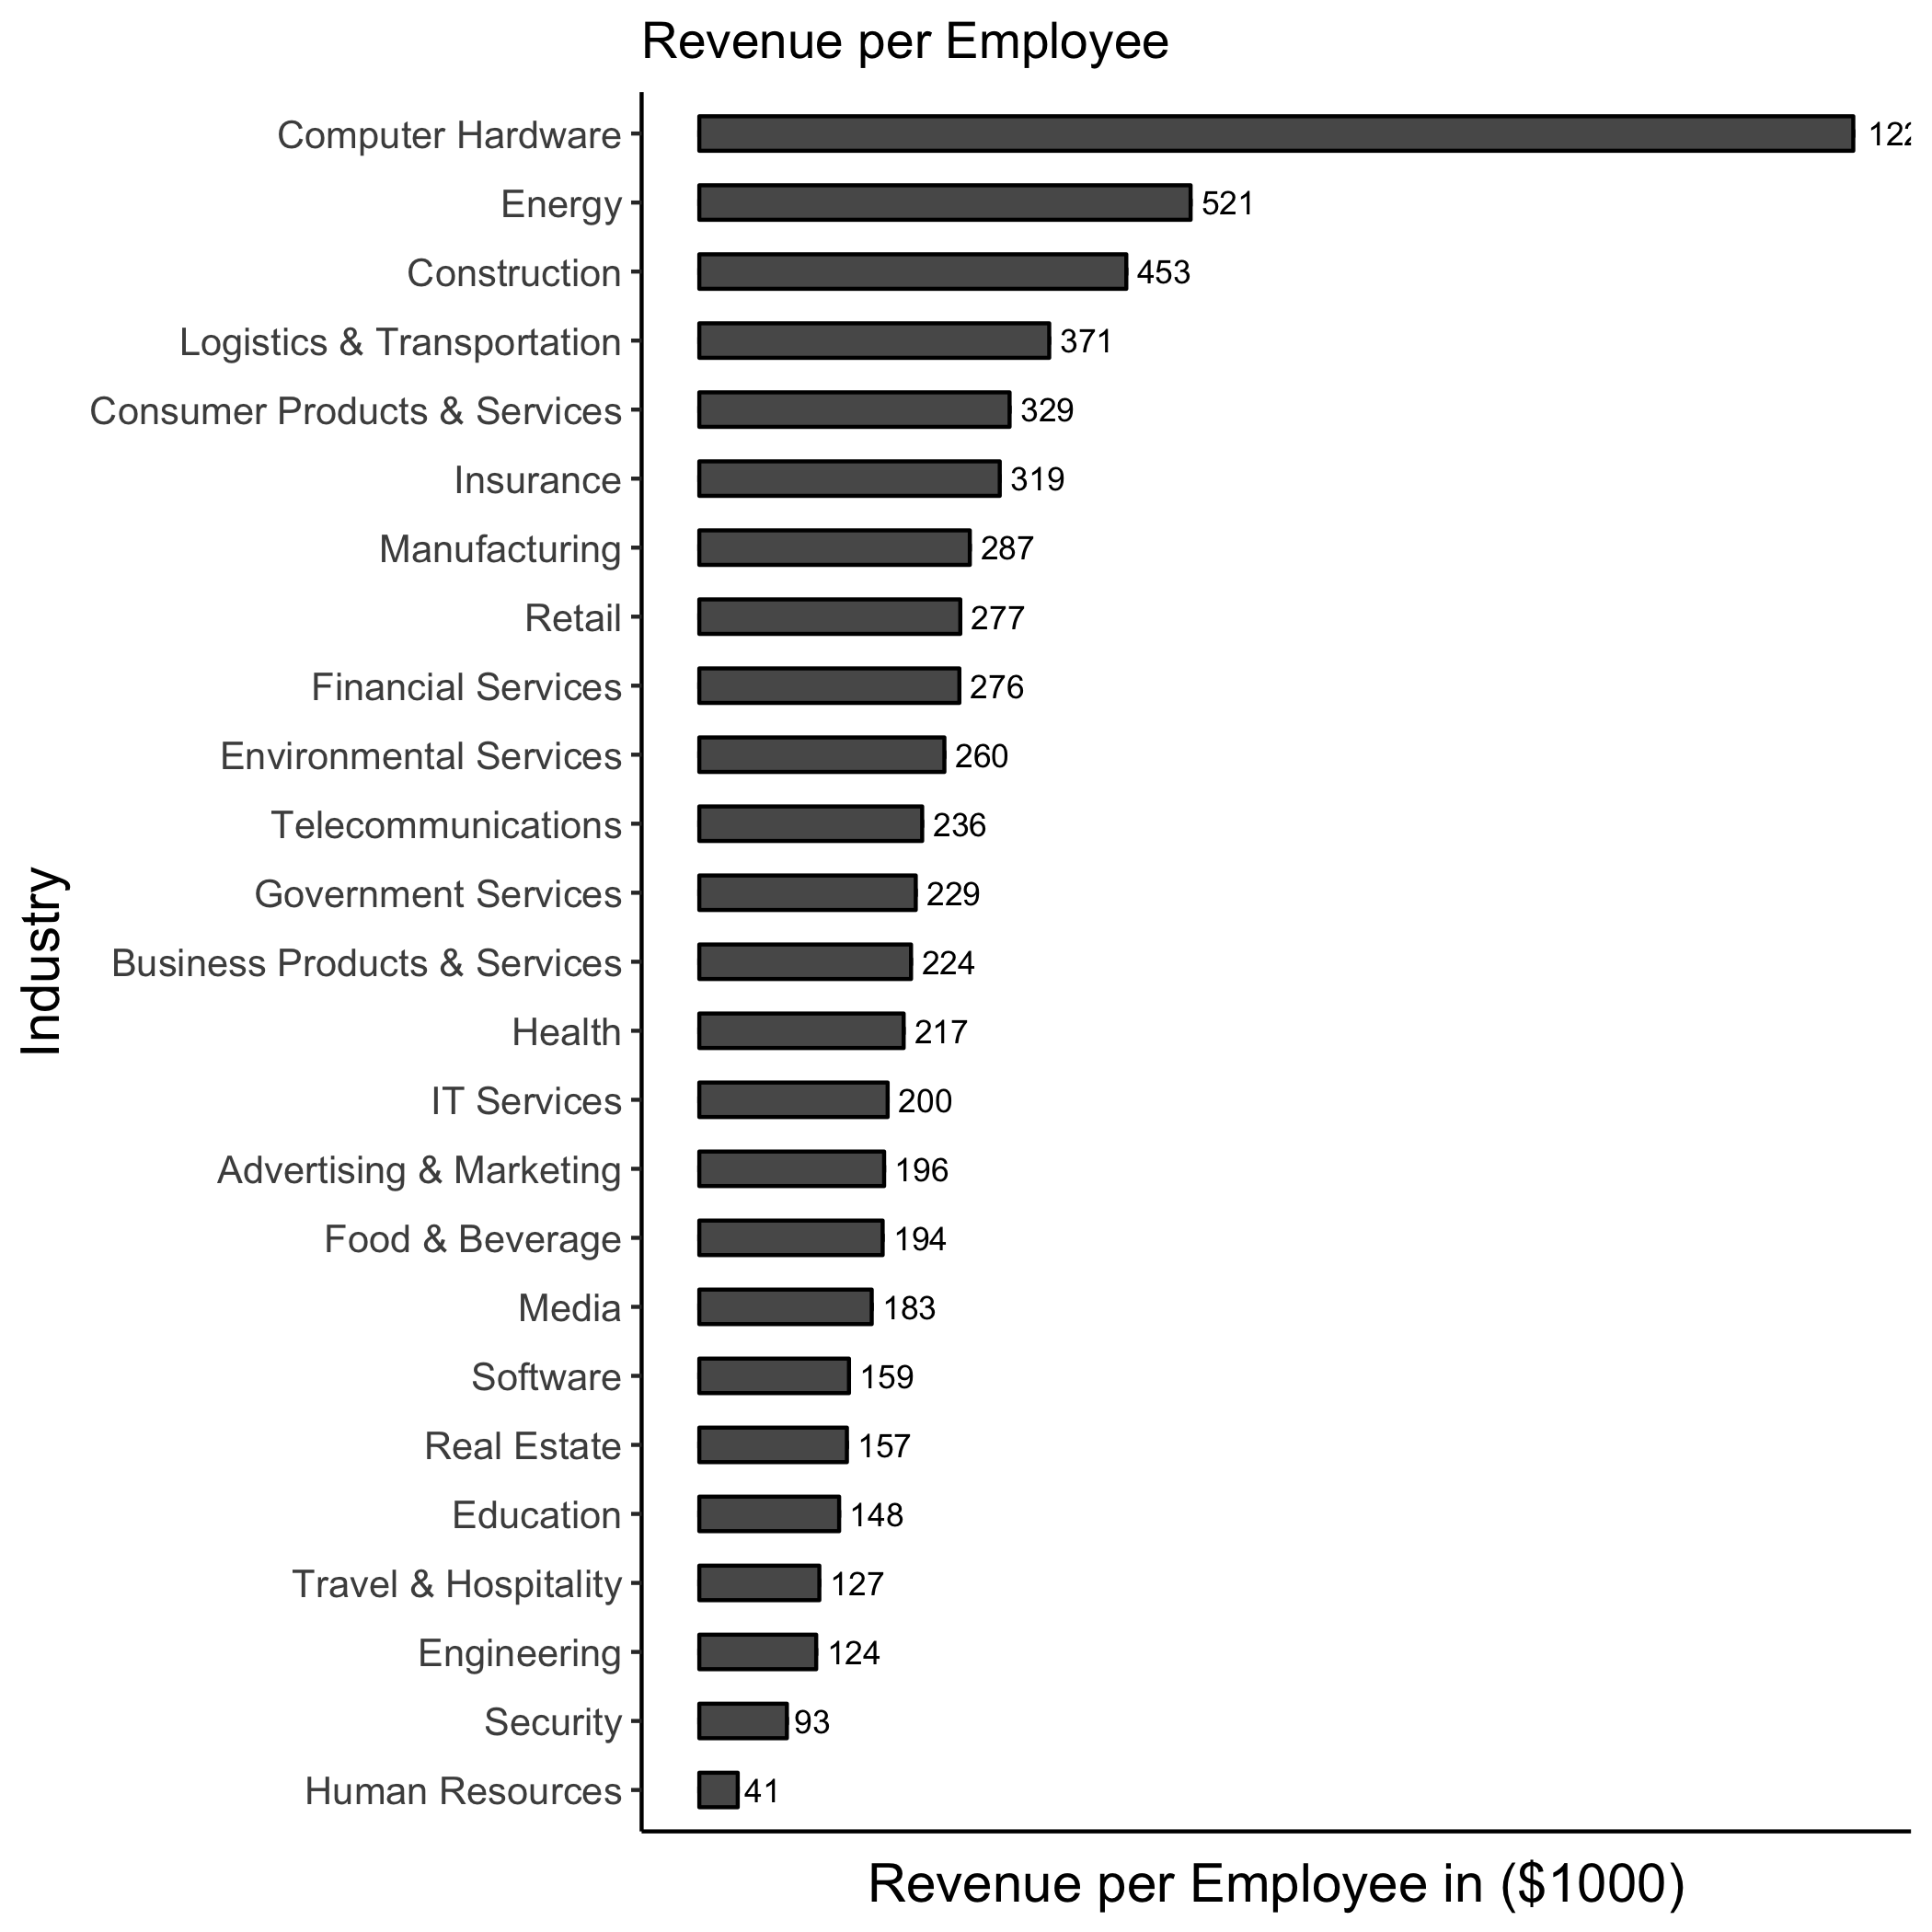 Revenue per Employee
Computer Hardware 122
Energy 521
Construction 453
Logistics & Transportation 371
Consumer Products & Services 329
Insurance 319
Manufacturing 287
Retail 277
Financial Services 276
Environmental Services 260
Telecommunications 236
Government Services 229
Business Products & Services 224
Health 217
IT Services 200
Advertising & Marketing 196
Food & Beverage 194
Media 183
Software 159
Real Estate 157
Education 148
Travel & Hospitality 127
Engineering 124
Security 93
Human Resources 41
Industry
Revenue per Employee in ($1000)